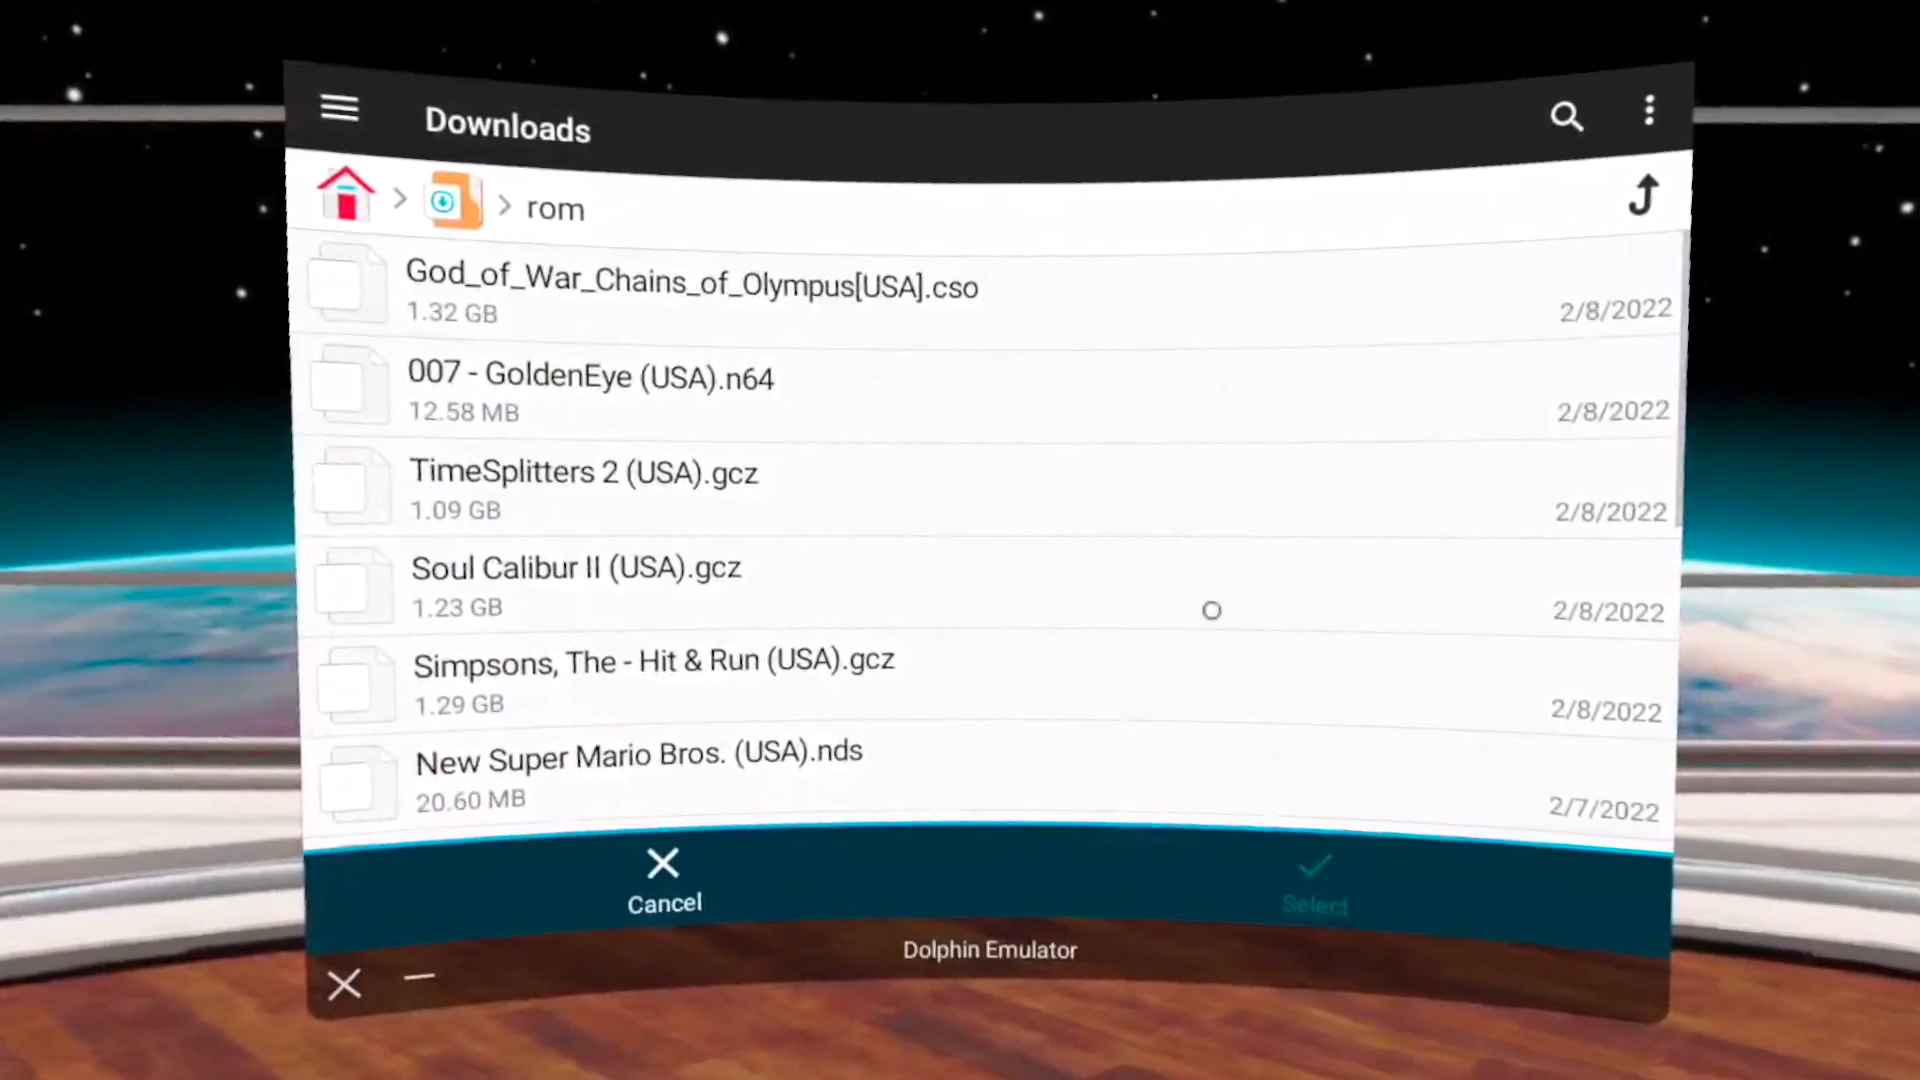 Downloads
rom
God_of_War_Chains_of_Olympus[USA].cso
1.32 GB
2/8/2022
007 - GoldenEye (USA).n64
12.58 MB
2/8/2022
TimeSplitters 2 (USA).gcz
1.09 GB
2/8/2022
Soul Calibur II (USA).gcz
1.23 GB
2/8/2022
Simpsons, The - Hit & Run (USA).gcz
1.29 GB
2/8/2022
New Super Mario Bros. (USA).nds
20.60 MB
2/7/2022
Cancel
Select
Dolphin Emulator